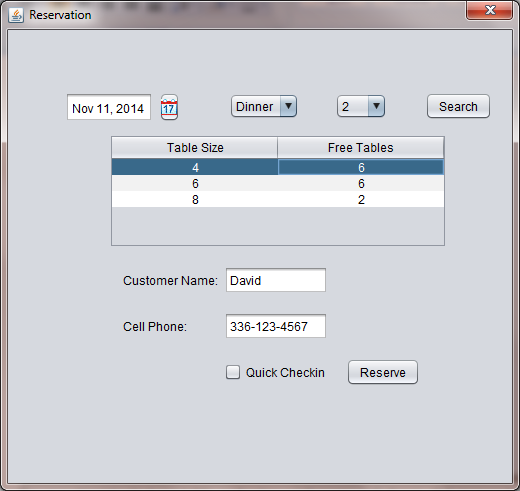 Reservation
Nov 11, 2014 17 Dinner 2 Search
Table Size Free Tables
4 6
6 6
8 2
Customer Name: David
Cell Phone: 336-123-4567
Quick Checkin Reserve